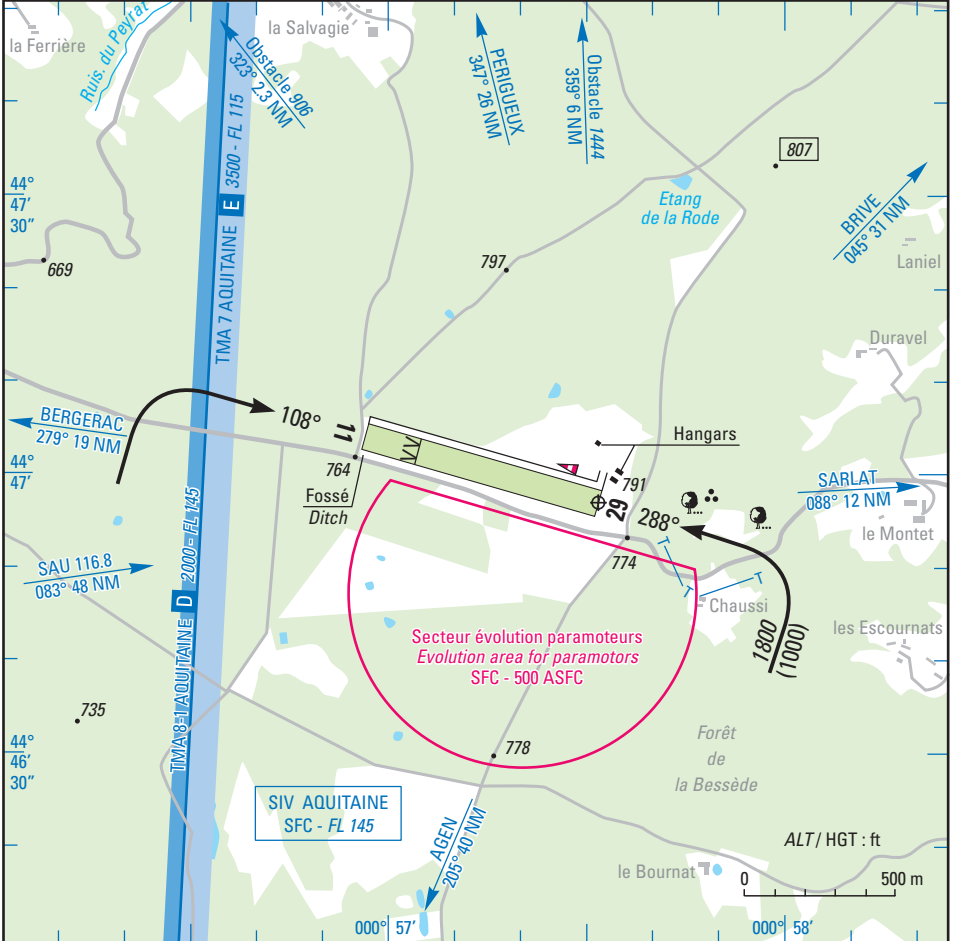 la Ferrière
Ruis. du Peyrat
la Salvagie
Obstacle 906
323° 2.3 NM
PERIGUEUX
347° 26 NM
Obstacle 1444
359° 6 NM
807
BRIVE
045° 31 NM
Laniel
44°
47'
30"
TMA 7 AQUITAINE E 3500 - FL 115
Etang
de la Rode
669
797
Duravel
BERGERAC
279° 19 NM
108°
11
764
Fossé
Ditch
VV
Hangars
791
29
288°
774
SARLAT
088° 12 NM
le Montet
44°
47'
SAU 116.8
083° 48 NM
TMA 8-1 AQUITAINE D 2000 - FL 145
T
T
T
T
Chaussi
1800
(1000)
les Escournats
Secteur évolution paramoteurs
Evolution area for paramotors
SFC - 500 ASFC
735
778
44°
46'
30"
Forêt
de
la Bessède
SIV AQUITAINE
SFC - FL 145
AGEN
205° 40 NM
ALT / HGT : ft
le Bournat
0 500 m
000° 57'
000° 58'